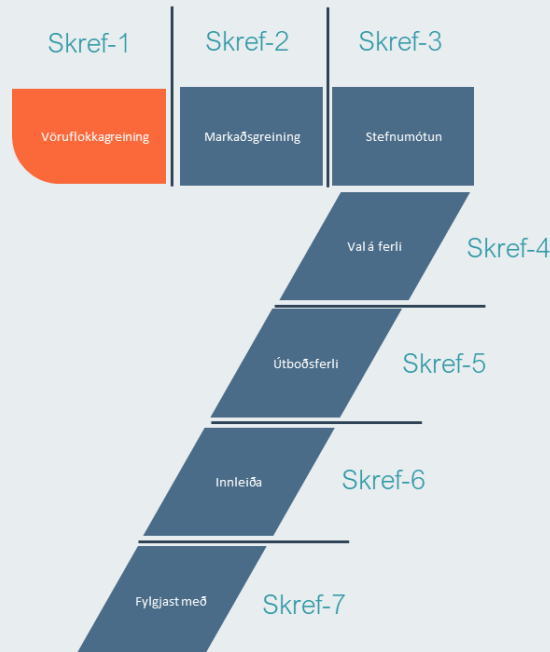 Skref-1
Skref-2
Skref-3
Vöruflokkagreining
Markaðsgreining
Stefnumótun
Val á ferli
Skref-4
Útboðsferli
Skref-5
Innleiða
Skref-6
Fylgjast með
Skref-7